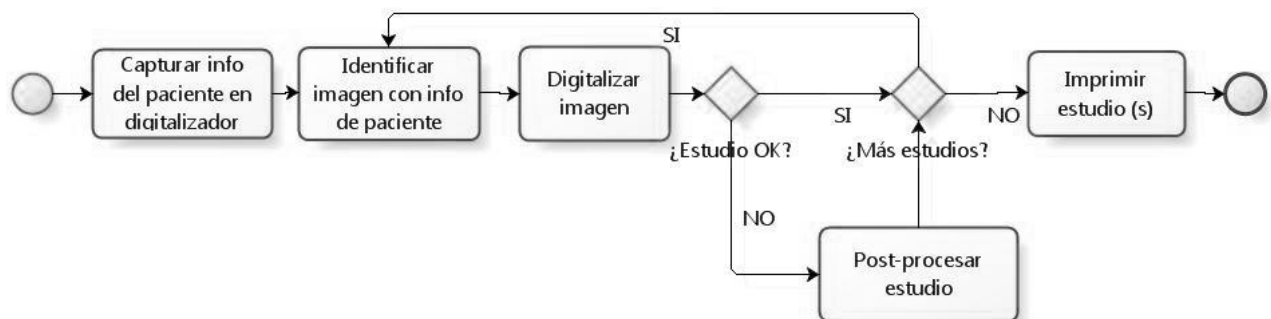 SI
Capturar info
del paciente en
digitalizador
Identificar
imagen con info
de paciente
Digitalizar
imagen
Imprimir
estudio (s)
SI
NO
¿Estudio OK?
¿Más estudios?
NO
Post-procesar
estudio